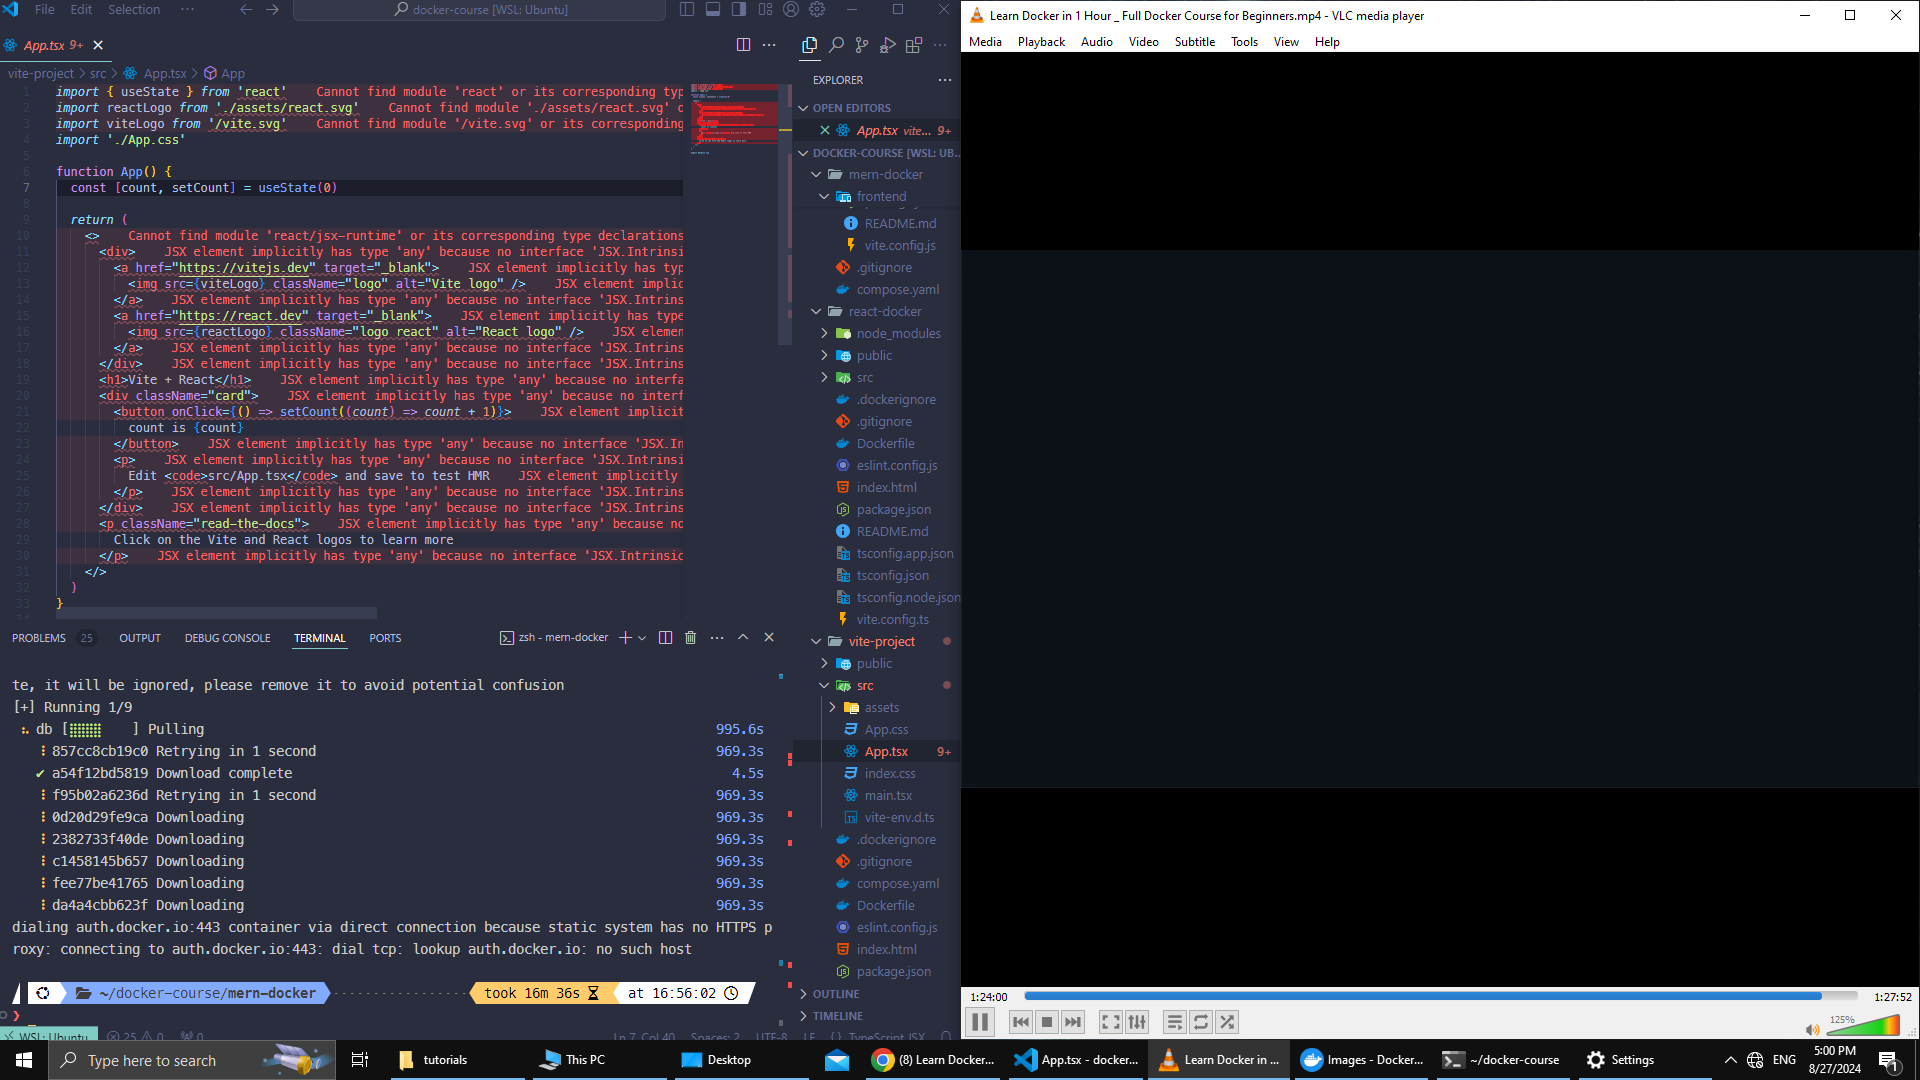 File Edit Selection ··· docker-course [WSL: Ubuntu]
App.tsx 9+
vite-project > src > App.tsx > App
1 import { useState } from 'react' Cannot find module 'react' or its corresponding typ
2 import reactLogo from './assets/react.svg' Cannot find module './assets/react.svg' o
3 import viteLogo from '/vite.svg' Cannot find module '/vite.svg' or its corresponding
4 import './App.css'
5
6 function App() {
7 const [count, setCount] = useState(0)
8
9 return (
10 <> Cannot find module 'react/jsx-runtime' or its corresponding type declarations
11 <div> JSX element implicitly has type 'any' because no interface 'JSX.Intrinsi
12 <a href="https://vitejs.dev" target="_blank"> JSX element implicitly has typ
13 <img src={viteLogo} className="logo" alt="Vite logo" /> JSX element implic
14 </a> JSX element implicitly has type 'any' because no interface 'JSX.Intrins
15 <a href="https://react.dev" target="_blank"> JSX element implicitly has type
16 <img src={reactLogo} className="logo react" alt="React logo" /> JSX elemen
17 </a> JSX element implicitly has type 'any' because no interface 'JSX.Intrins
18 </div> JSX element implicitly has type 'any' because no interface 'JSX.Intrinsi
19 <h1>Vite + React</h1> JSX element implicitly has type 'any' because no interfa
20 <div className="card"> JSX element implicitly has type 'any' because no interf
21 <button onClick={() => setCount((count) => count + 1)}> JSX element implicit
22 count is {count}
23 </button> JSX element implicitly has type 'any' because no interface 'JSX.In
24 <p> JSX element implicitly has type 'any' because no interface 'JSX.Intrinsi
25 Edit <code>src/App.tsx</code> and save to test HMR JSX element implicitly
26 </p> JSX element implicitly has type 'any' because no interface 'JSX.Intrins
27 </div> JSX element implicitly has type 'any' because no interface 'JSX.Intrinsi
28 <p className="read-the-docs"> JSX element implicitly has type 'any' because no
29 Click on the Vite and React logos to learn more
30 </p> JSX element implicitly has type 'any' because no interface 'JSX.Intrinsic
31 </>
32 )
33 }
PROBLEMS 25 OUTPUT DEBUG CONSOLE TERMINAL PORTS zsh - mern-docker
te, it will be ignored, please remove it to avoid potential confusion
[+] Running 1/9
db [⣿⣿⣿⣿ ] Pulling 995.6s
857cc8cb19c0 Retrying in 1 second 969.3s
✔ a54f12bd5819 Download complete 4.5s
f95b02a6236d Retrying in 1 second 969.3s
0d20d29fe9ca Downloading 969.3s
2382733f40de Downloading 969.3s
c1458145b657 Downloading 969.3s
fee77be41765 Downloading 969.3s
da4a4cbb623f Downloading 969.3s
dialing auth.docker.io:443 container via direct connection because static system has no HTTPS p
roxy: connecting to auth.docker.io:443: dial tcp: lookup auth.docker.io: no such host
~/docker-course/mern-docker took 16m 36s at 16:56:02
❯ _
WSL: Ubuntu 25 0 0 Ln 7, Col 40 Spaces: 2 UTF-8 LF {} TypeScript JSX
EXPLORER
OPEN EDITORS
App.tsx vite... 9+
DOCKER-COURSE [WSL: UB...
mern-docker
frontend
README.md
vite.config.js
.gitignore
compose.yaml
react-docker
node_modules
public
src
.dockerignore
.gitignore
Dockerfile
eslint.config.js
index.html
package.json
README.md
tsconfig.app.json
tsconfig.json
tsconfig.node.json
vite.config.ts
vite-project
public
src
assets
App.css
App.tsx 9+
index.css
main.tsx
vite-env.d.ts
.dockerignore
.gitignore
compose.yaml
Dockerfile
eslint.config.js
index.html
package.json
OUTLINE
TIMELINE
Learn Docker in 1 Hour _ Full Docker Course for Beginners.mp4 - VLC media player
Media Playback Audio Video Subtitle Tools View Help
1:24:00 1:27:52
125%
Type here to search tutorials This PC Desktop (8) Learn Docker... App.tsx - docker... Learn Docker in ... Images - Docker... ~/docker-course Settings ENG 5:00 PM
8/27/2024
1